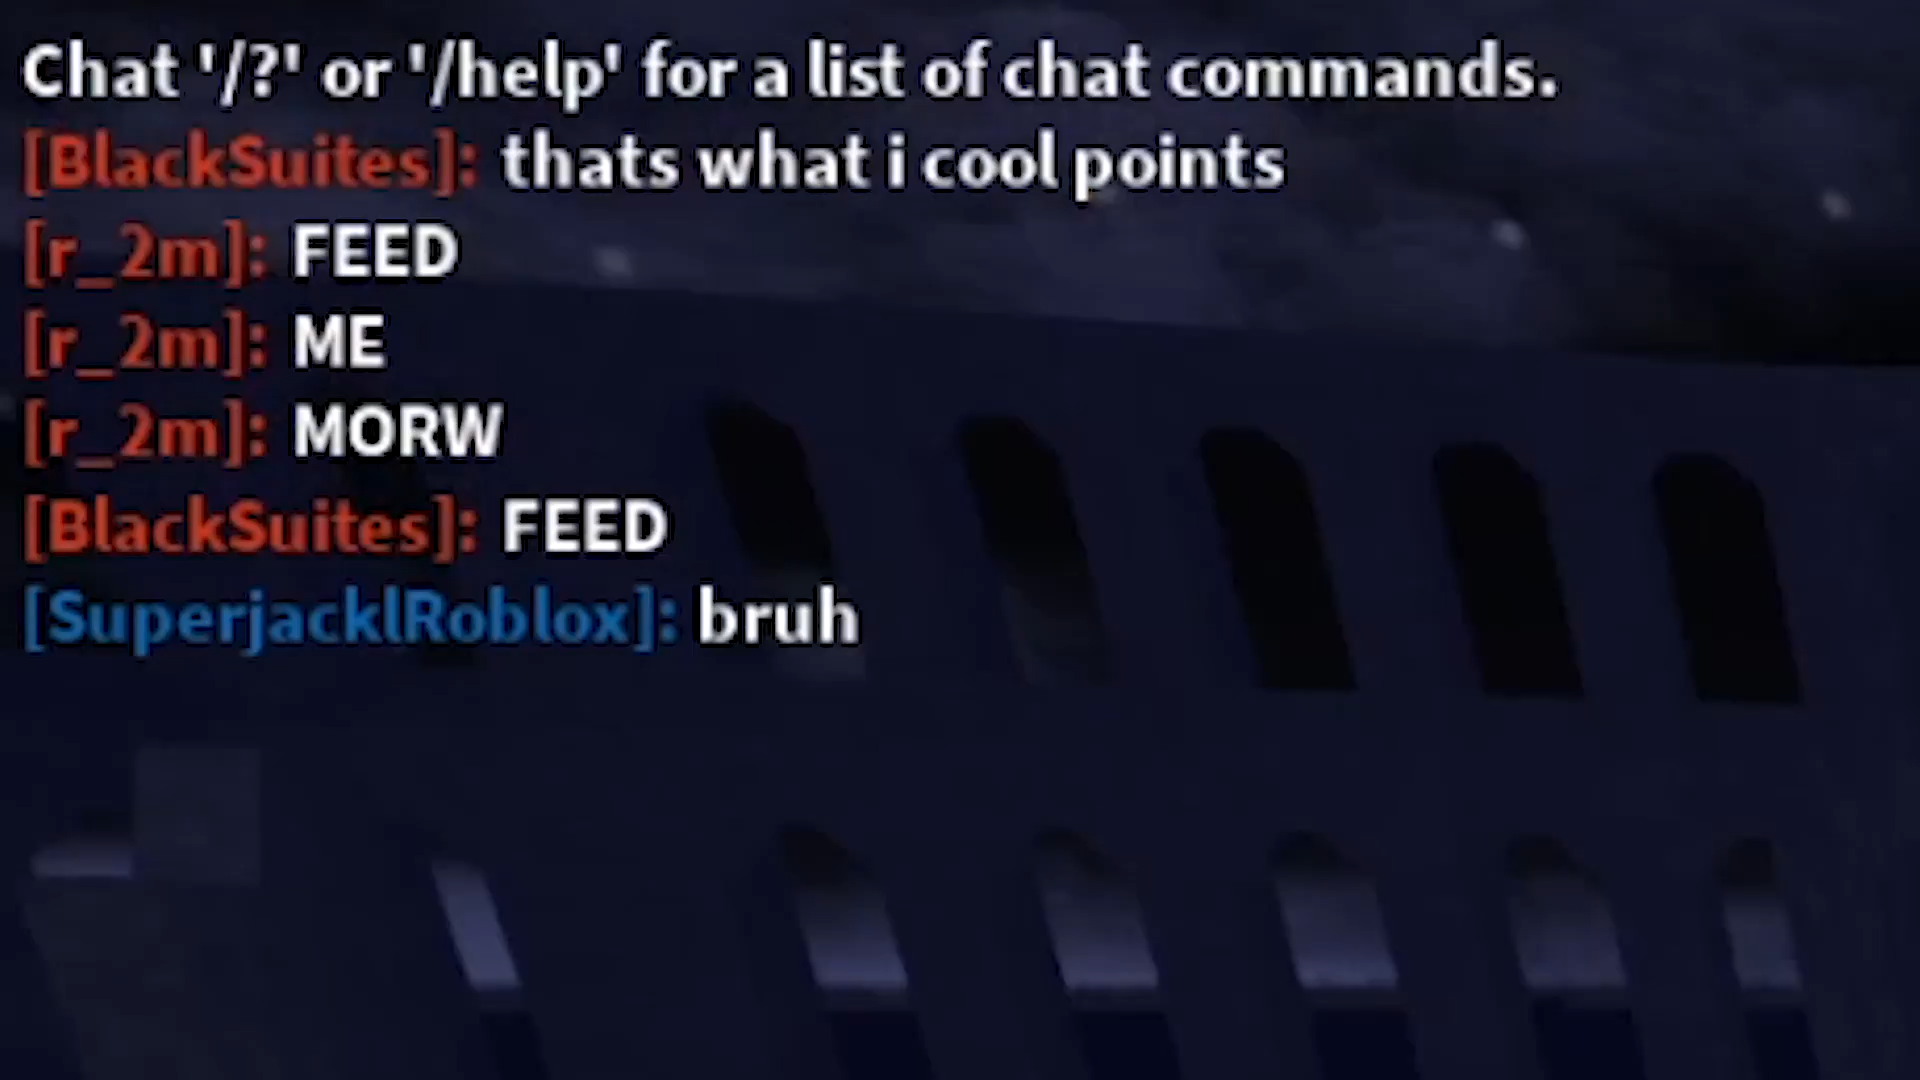 Chat '/?' or '/help' for a list of chat commands.
[BlackSuites]: thats what i cool points
[r_2m]: FEED
[r_2m]: ME
[r_2m]: MORW
[BlackSuites]: FEED
[SuperjacklRoblox]: bruh